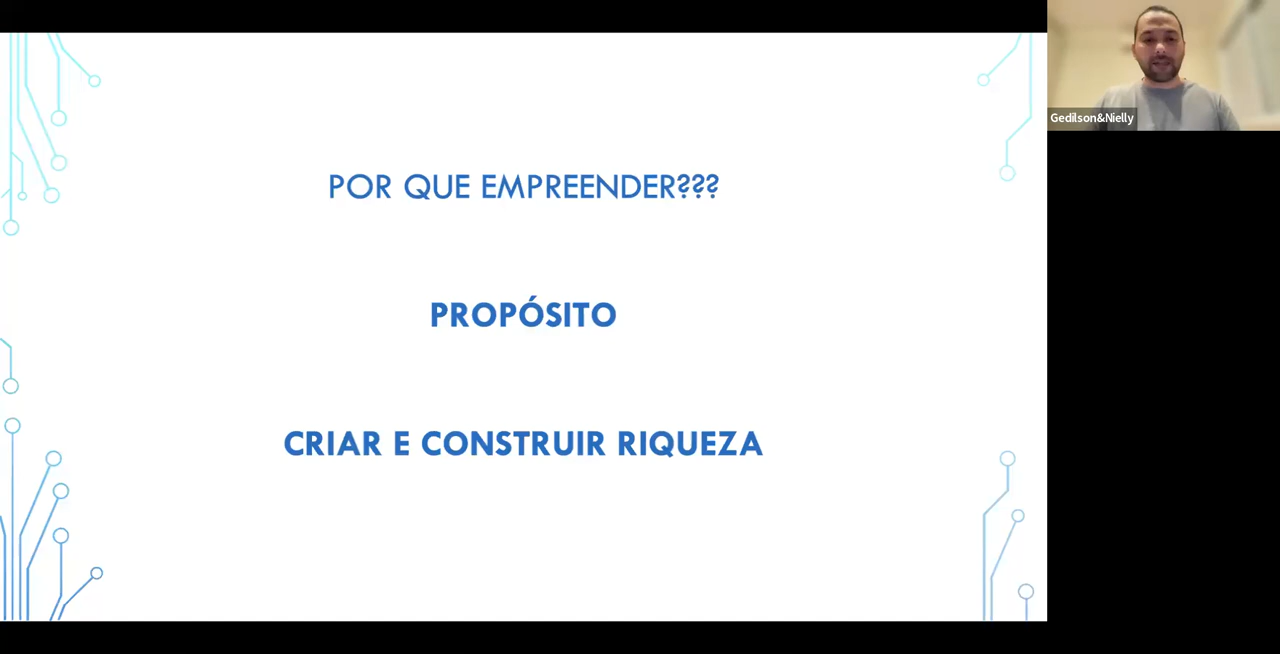 POR QUE EMPREENDER???
PROPÓSITO
CRIAR E CONSTRUIR RIQUEZA
Gedilson&Nielly